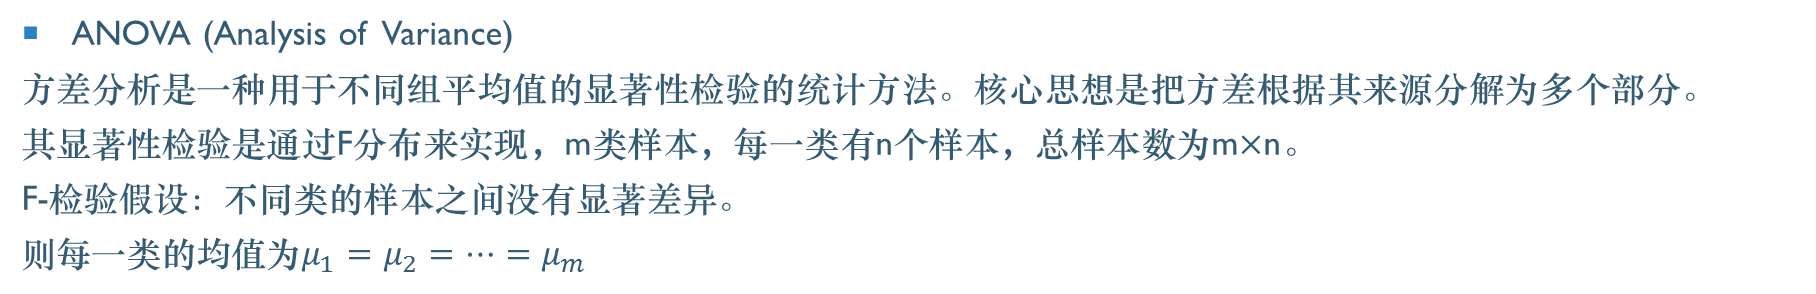 ■ ANOVA (Analysis of Variance)
方差分析是一种用于不同组平均值的显著性检验的统计方法。核心思想是把方差根据其来源分解为多个部分。
其显著性检验是通过F分布来实现，m类样本，每一类有n个样本，总样本数为m×n。
F-检验假设：不同类的样本之间没有显著差异。
则每一类的均值为μ₁ = μ₂ = ⋯ = μₘ